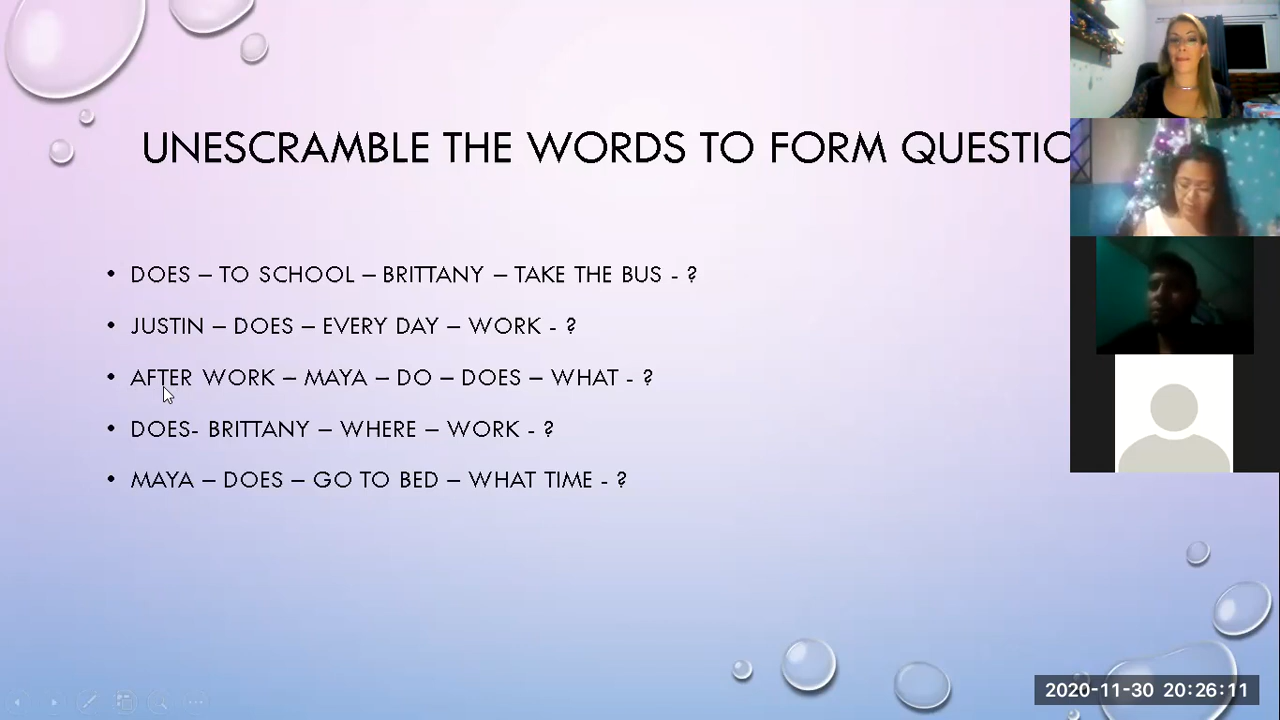 UNESCRAMBLE THE WORDS TO FORM QUESTIO
• DOES – TO SCHOOL – BRITTANY – TAKE THE BUS - ?
• JUSTIN – DOES – EVERY DAY – WORK - ?
• AFTER WORK – MAYA – DO – DOES – WHAT - ?
• DOES- BRITTANY – WHERE – WORK - ?
• MAYA – DOES – GO TO BED – WHAT TIME - ?
2020-11-30 20:26:11